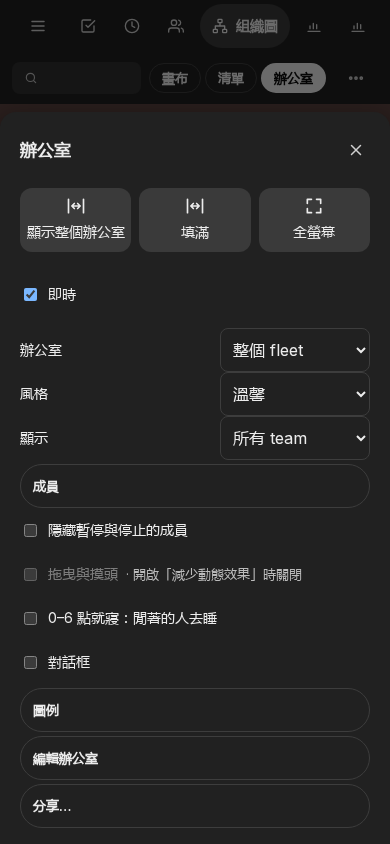 組織圖
畫布
清單
辦公室
辦公室
顯示整個辦公室
填滿
全螢幕
即時
辦公室 整個 fleet
風格 溫馨
顯示 所有 team
成員
隱藏暫停與停止的成員
拖曳與摸頭 · 開啟「減少動態效果」時關閉
0–6 點就寢：閒著的人去睡
對話框
圖例
編輯辦公室
分享…